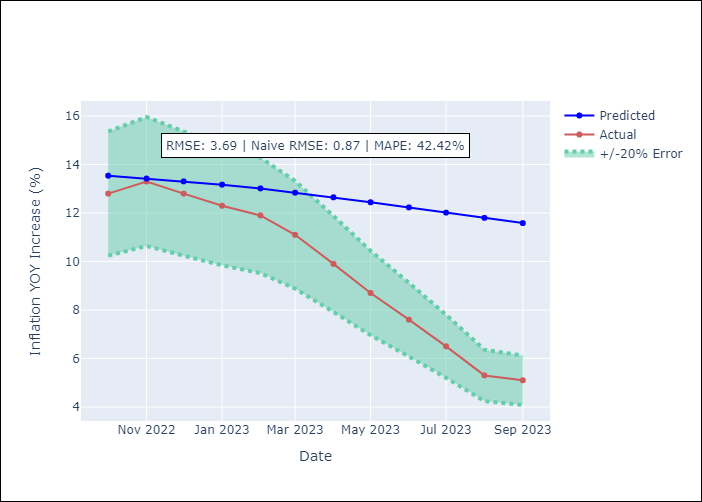 Predicted
Actual
+/-20% Error
RMSE: 3.69 | Naive RMSE: 0.87 | MAPE: 42.42%
16
14
12
10
8
6
4
Inflation YOY Increase (%)
Nov 2022
Jan 2023
Mar 2023
May 2023
Jul 2023
Sep 2023
Date